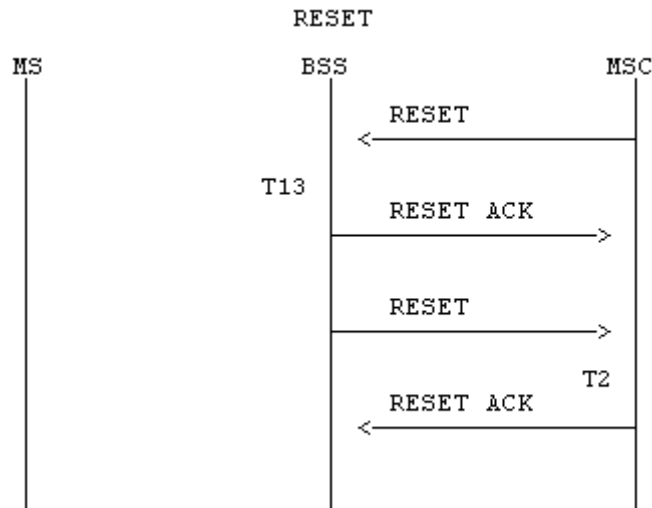 RESET
MS BSS MSC
RESET
T13
RESET ACK
RESET
T2
RESET ACK